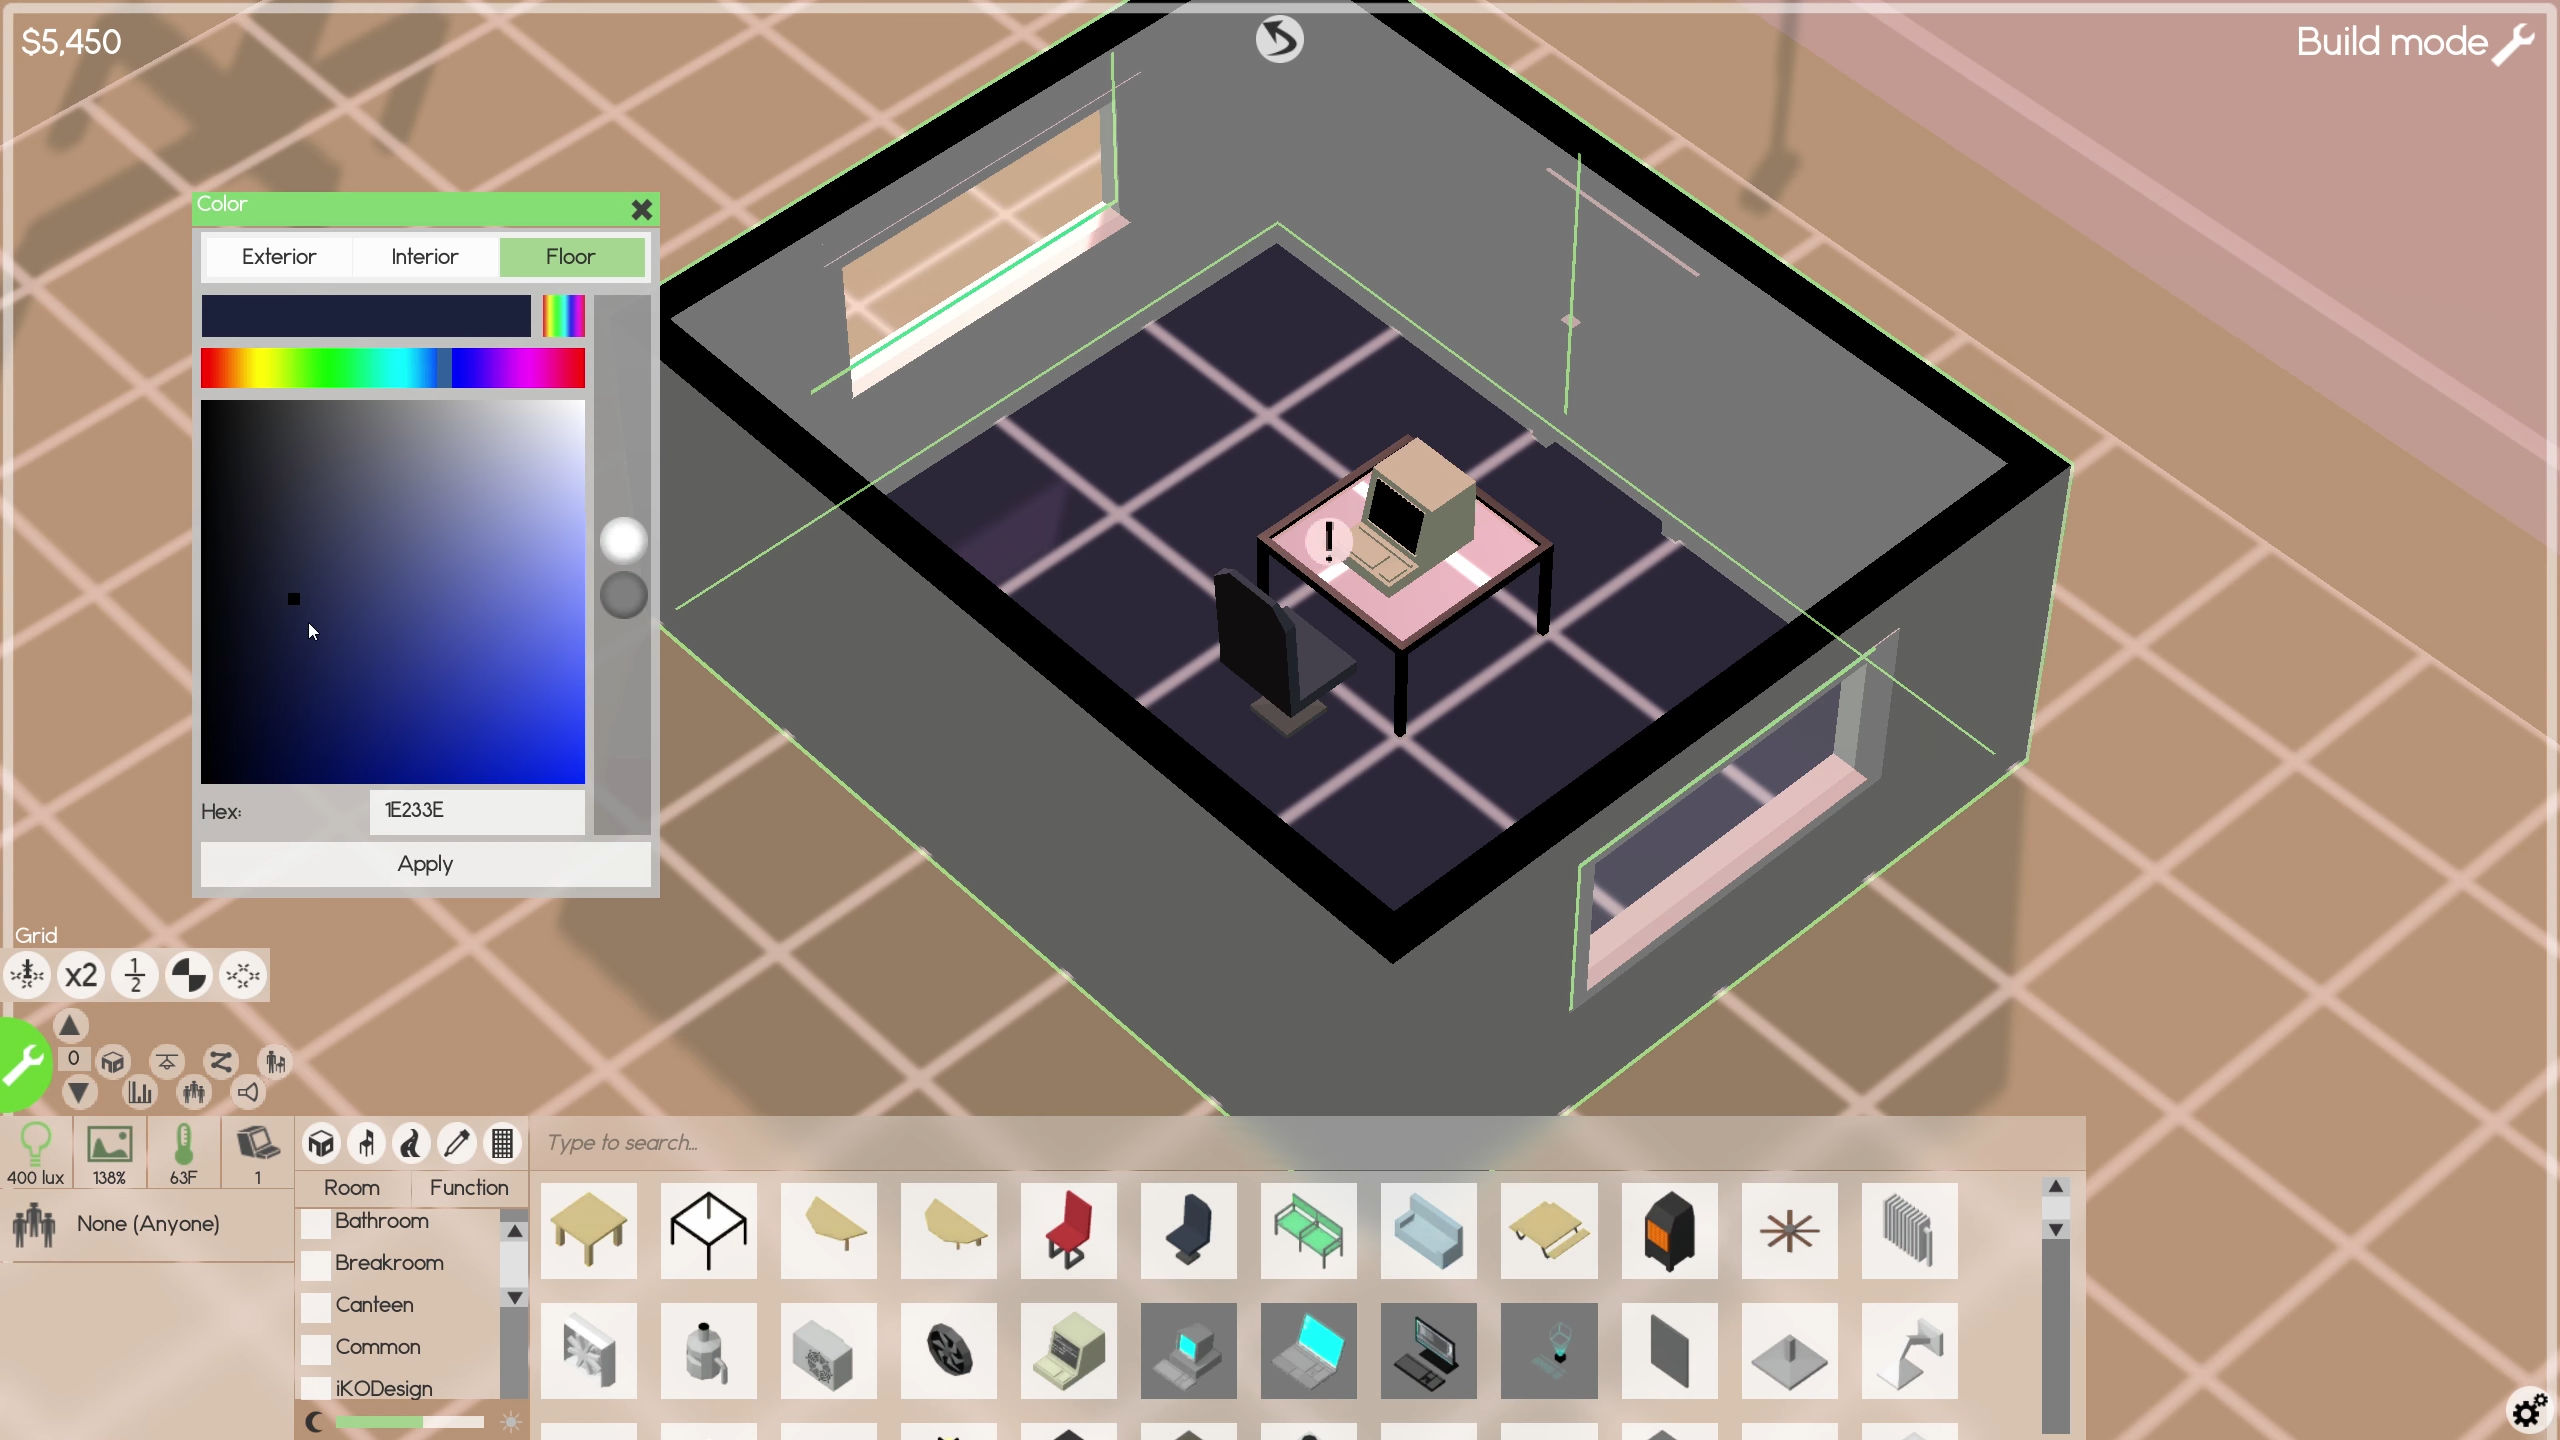 $5,450
Build mode
Color
Exterior
Interior
Floor
Hex:
1E233E
Apply
Grid
x2
1
2
0
400 lux
138%
63F
1
None (Anyone)
Room
Function
Bathroom
Breakroom
Canteen
Common
iKODesign
Type to search...
!